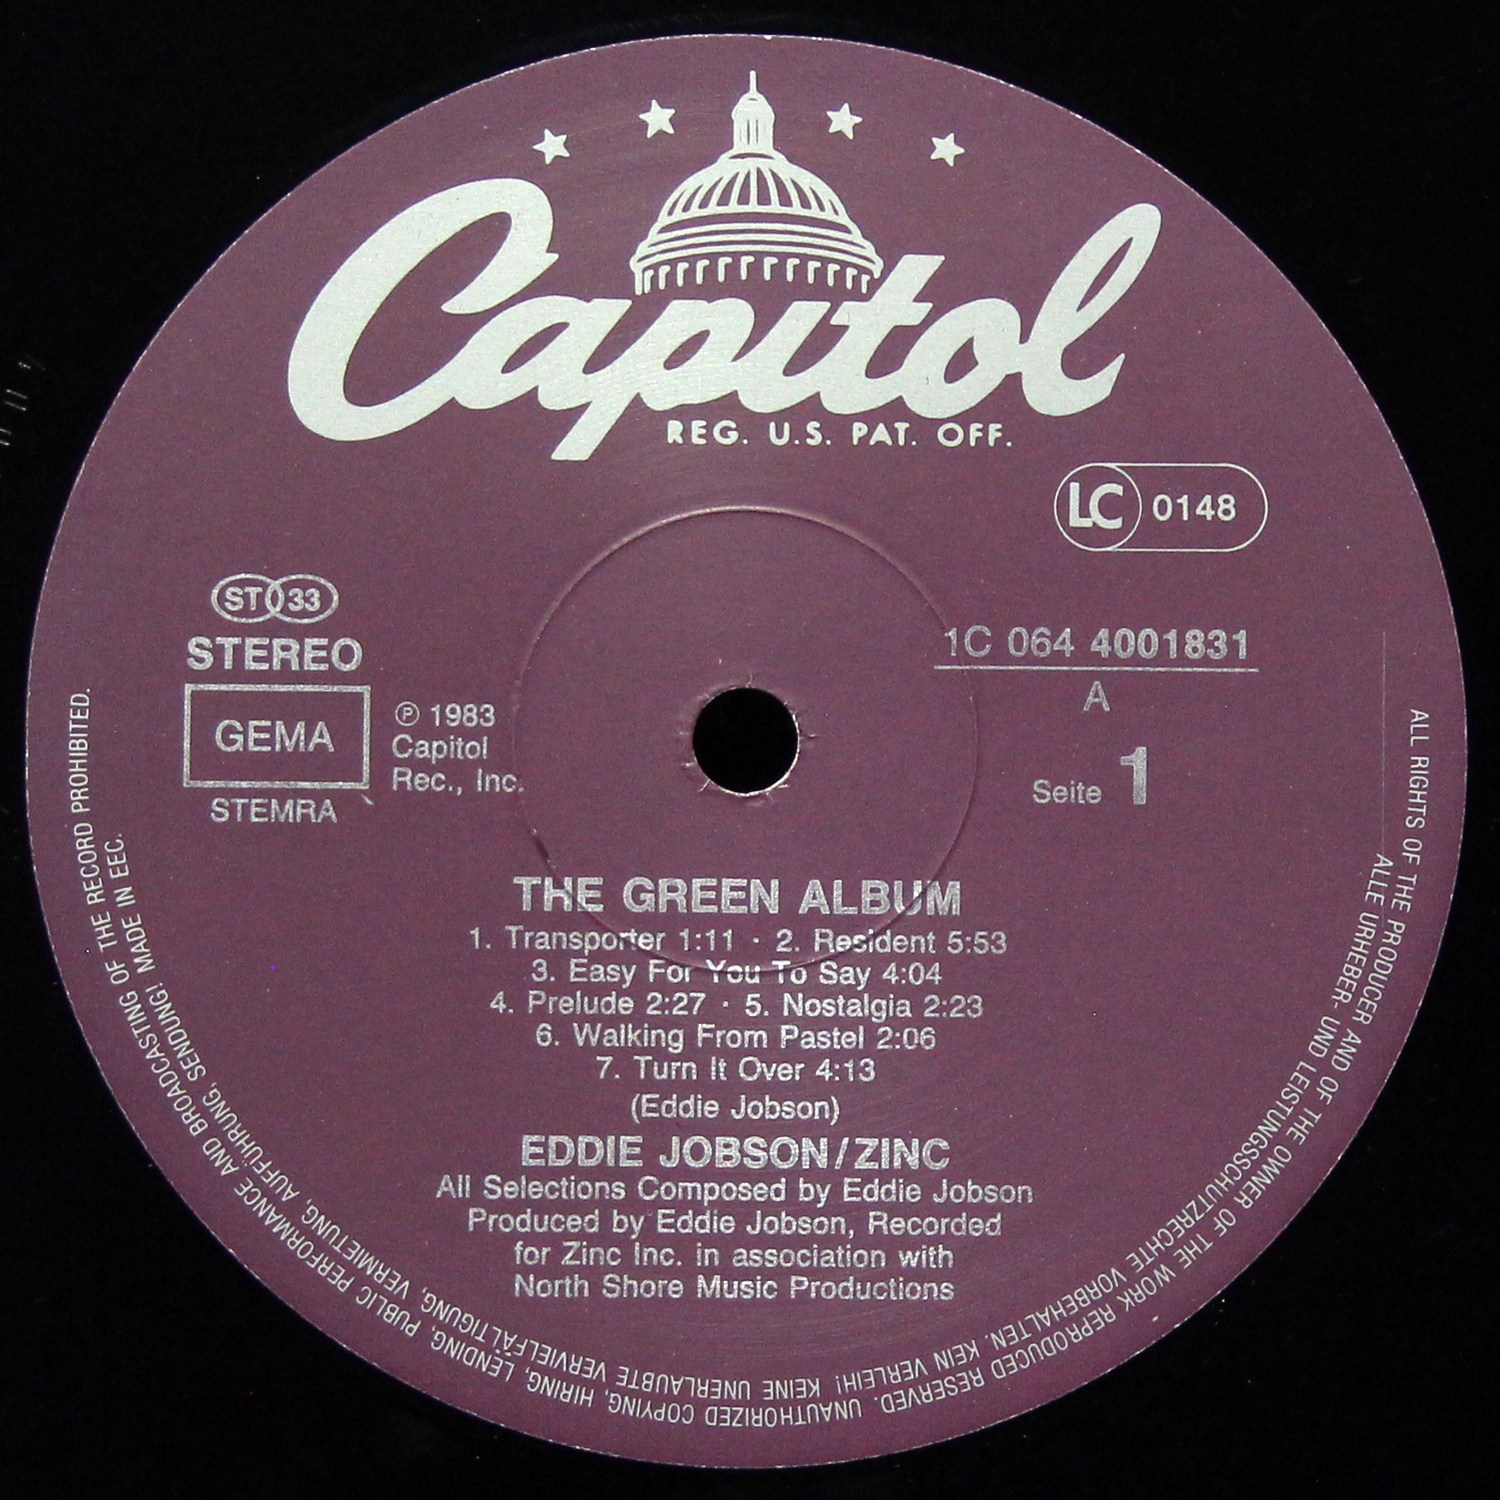 Capitol
REG. U.S. PAT. OFF.
LC 0148
ST 33
STEREO
GEMA
STEMRA
℗ 1983
Capitol
Rec., Inc.
1C 064 4001831
A
Seite 1
THE GREEN ALBUM
1. Transporter 1:11 · 2. Resident 5:53
3. Easy For You To Say 4:04
4. Prelude 2:27 · 5. Nostalgia 2:23
6. Walking From Pastel 2:06
7. Turn It Over 4:13
(Eddie Jobson)
EDDIE JOBSON/ZINC
All Selections Composed by Eddie Jobson
Produced by Eddie Jobson, Recorded
for Zinc Inc. in association with
North Shore Music Productions
ALL RIGHTS OF THE PRODUCER AND OF THE OWNER OF THE WORK REPRODUCED RESERVED. UNAUTHORIZED COPYING, HIRING, LENDING, PUBLIC PERFORMANCE AND BROADCASTING OF THE RECORD PROHIBITED.
ALLE URHEBER- UND LEISTUNGSSCHUTZRECHTE VORBEHALTEN. KEIN VERLEIH! KEINE UNERLAUBTE VERVIELFÄLTIGUNG, VERMIETUNG, AUFFÜHRUNG, SENDUNG! MADE IN EEC.